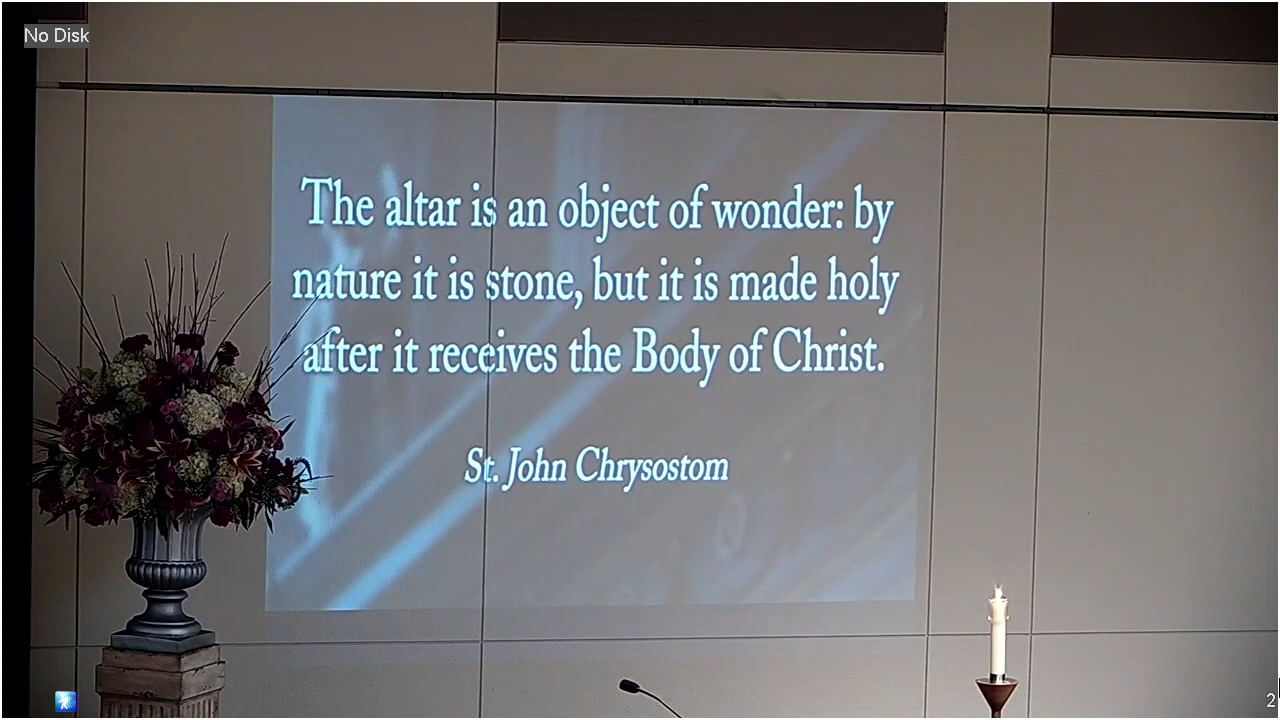 No Disk
The altar is an object of wonder: by
nature it is stone, but it is made holy
after it receives the Body of Christ.
St. John Chrysostom
2